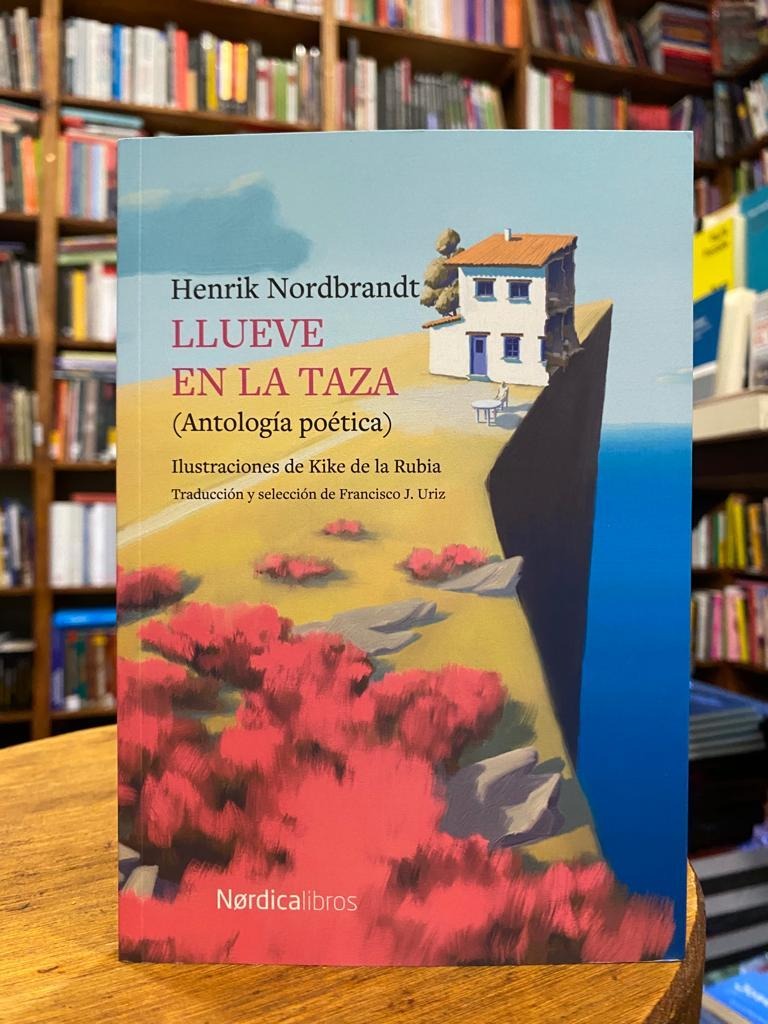 Henrik Nordbrandt
LLUEVE
EN LA TAZA
(Antología poética)
Ilustraciones de Kike de la Rubia
Traducción y selección de Francisco J. Uriz
Nørdicalibros